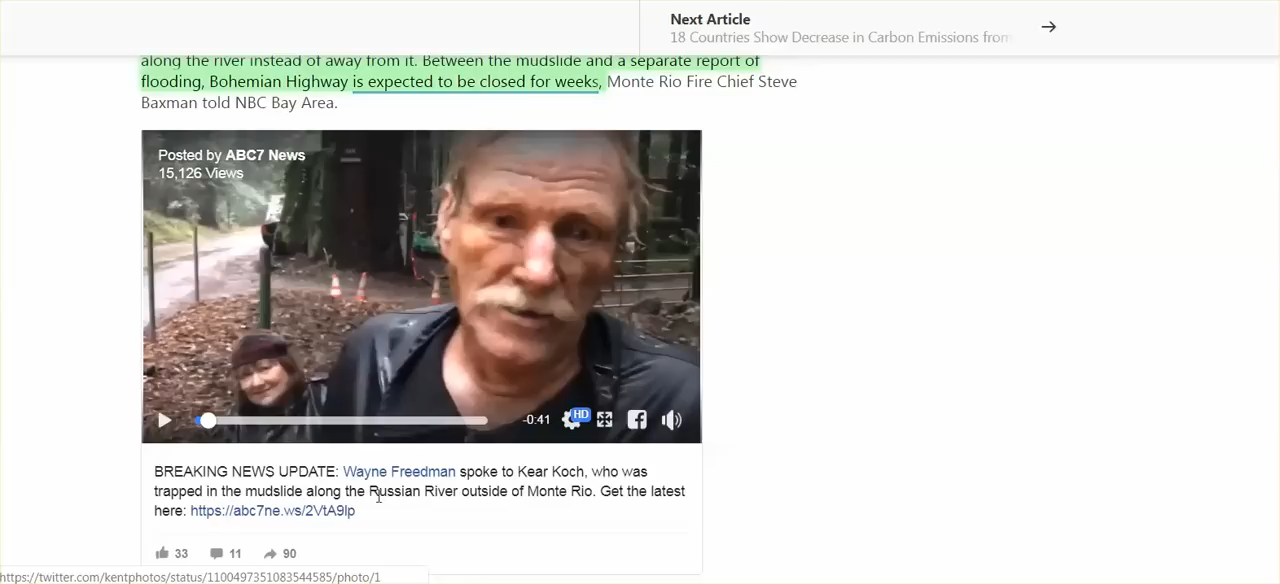 Next Article
18 Countries Show Decrease in Carbon Emissions from
along the river instead of away from it. Between the mudslide and a separate report of
flooding, Bohemian Highway is expected to be closed for weeks, Monte Rio Fire Chief Steve
Baxman told NBC Bay Area.
Posted by ABC7 News
15,126 Views
-0:41
HD
BREAKING NEWS UPDATE: Wayne Freedman spoke to Kear Koch, who was
trapped in the mudslide along the Russian River outside of Monte Rio. Get the latest
here: https://abc7ne.ws/2VtA9lp
33 11 90
https://twitter.com/kentphotos/status/1100497351083544585/photo/1